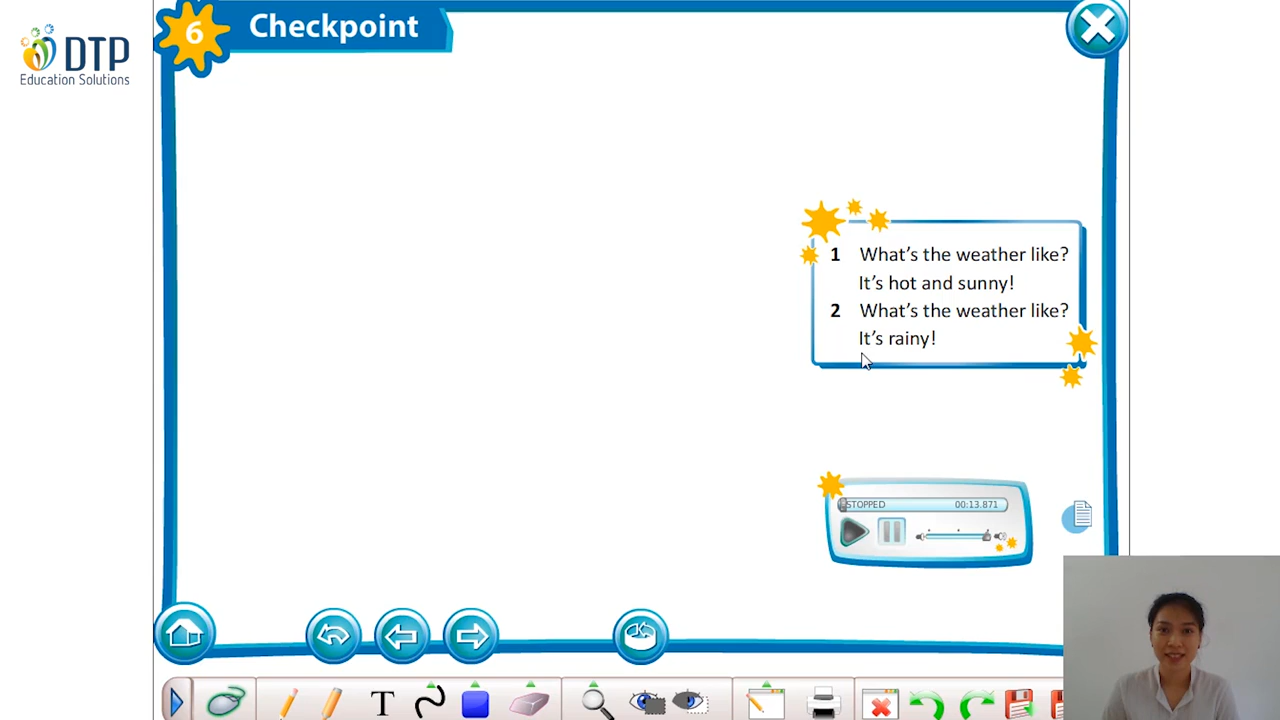 DTP
Education Solutions
6 Checkpoint
1 What's the weather like?
It's hot and sunny!
2 What's the weather like?
It's rainy!
STOPPED 00:13.871
T